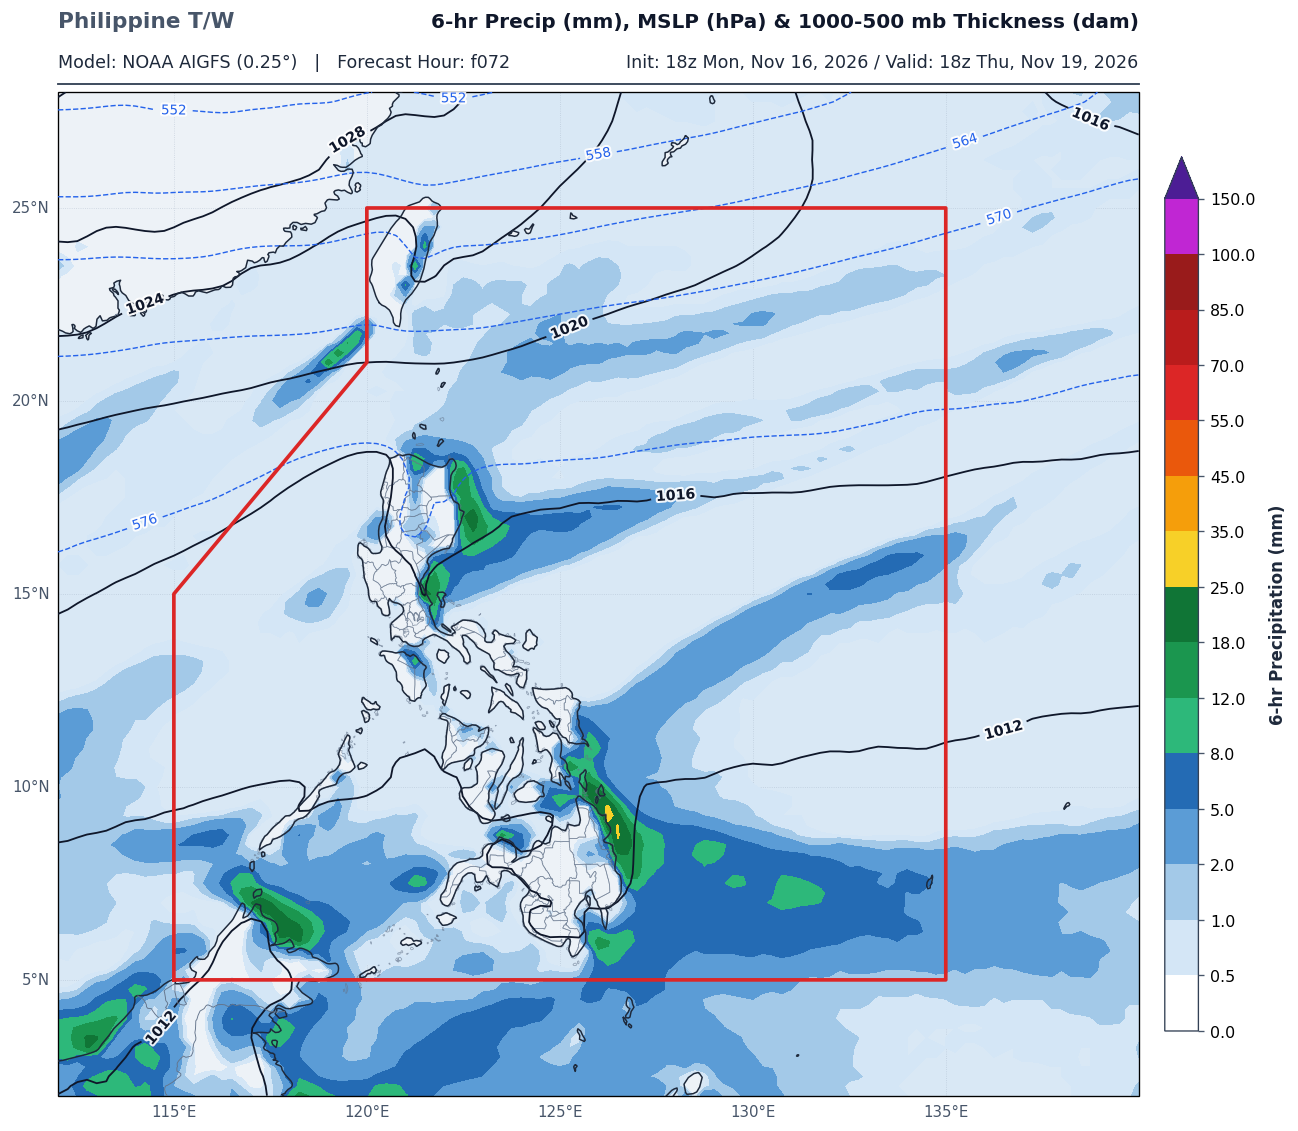 Philippine T/W
6-hr Precip (mm), MSLP (hPa) & 1000-500 mb Thickness (dam)
Model: NOAA AIGFS (0.25°) | Forecast Hour: f072
Init: 18z Mon, Nov 16, 2026 / Valid: 18z Thu, Nov 19, 2026
552
552
1028
558
564
1016
570
1024
1020
576
1016
1012
1012
25°N
20°N
15°N
10°N
5°N
115°E
120°E
125°E
130°E
135°E
150.0
100.0
85.0
70.0
55.0
45.0
35.0
25.0
18.0
12.0
8.0
5.0
2.0
1.0
0.5
0.0
6-hr Precipitation (mm)